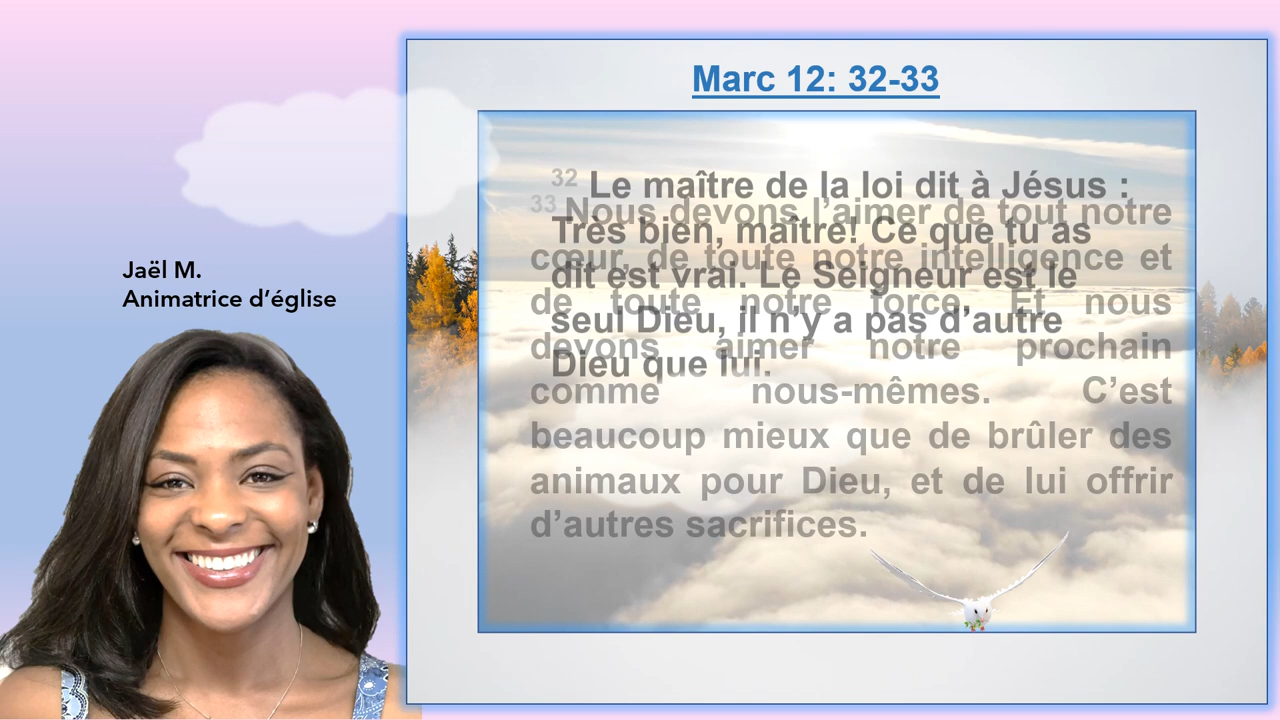 Marc 12: 32-33
32 Le maître de la loi dit à Jésus :
Très bien, maître! Ce que tu as
dit est vrai. Le Seigneur est le
seul Dieu, il n’y a pas d’autre
Dieu que lui.
33 Nous devons l’aimer de tout notre
cœur, de toute notre intelligence et
de toute notre force. Et nous
devons aimer notre prochain
comme nous-mêmes. C’est
beaucoup mieux que de brûler des
animaux pour Dieu, et de lui offrir
d’autres sacrifices.
Jaël M.
Animatrice d’église